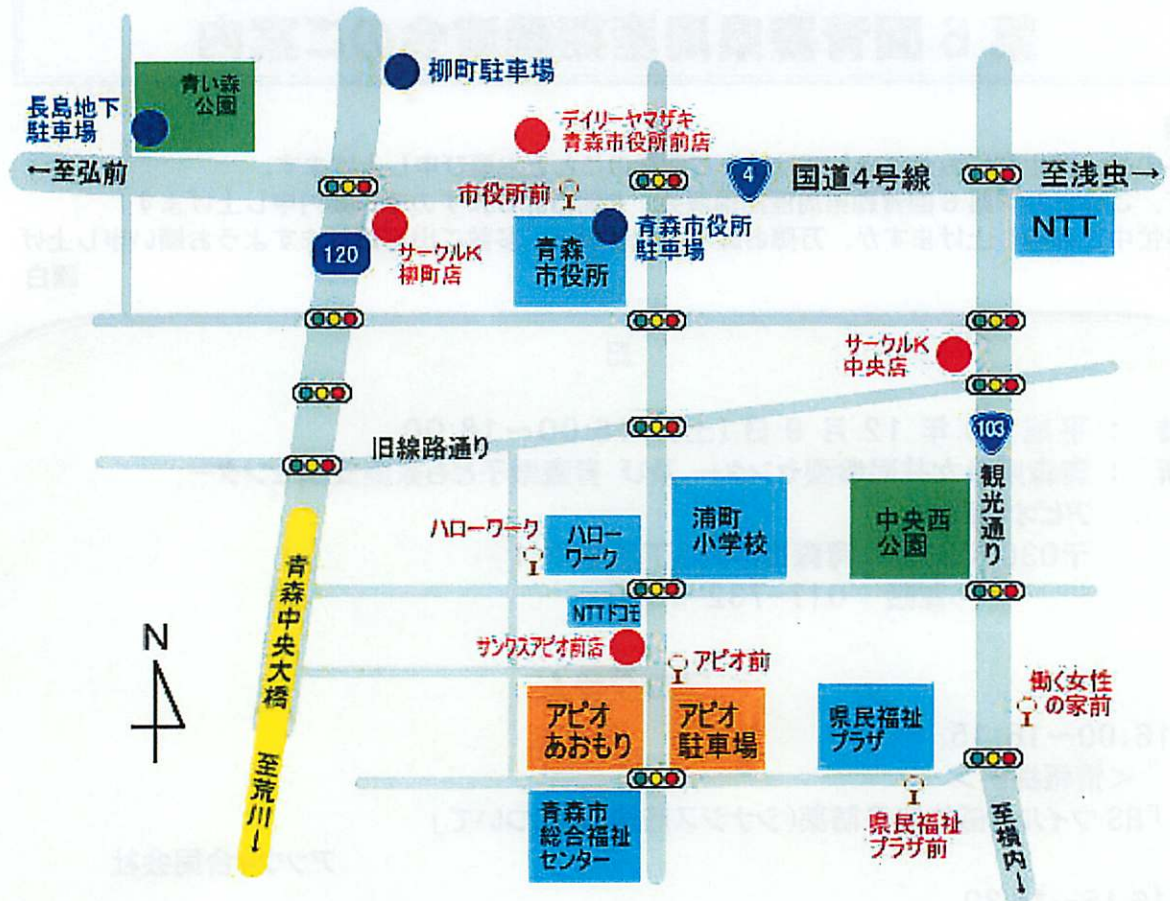 柳町駐車場
青い森
公園
長島地下
駐車場
デイリーヤマザキ
青森市役所前店
←至弘前
市役所前
4
国道4号線
至浅虫→
NTT
120
サークルK
柳町店
青森
市役所
青森市役所
駐車場
サークルK
中央店
旧線路通り
103
観光通り
ハローワーク
ハロー
ワーク
浦町
小学校
中央西
公園
青森中央大橋
NTTドコモ
サンクスアピオ前店
アピオ前
N
アピオ
あおもり
アピオ
駐車場
県民福祉
プラザ
働く女性
の家前
至荒川→
青森市
総合福祉
センター
県民福祉
プラザ前
至横内→